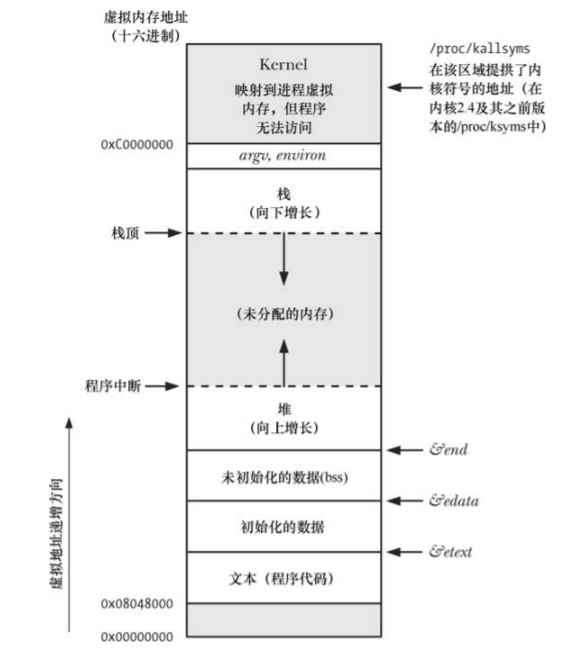 虚拟内存地址
（十六进制）
/proc/kallsyms
在该区域提供了内
核符号的地址（在
内核2.4及其之前版
本的/proc/ksyms中）
Kernel
映射到进程虚拟
内存，但程序
无法访问
0xC0000000
argv, environ
栈
（向下增长）
栈顶
（未分配的内存）
程序中断
堆
（向上增长）
&end
未初始化的数据(bss)
&edata
初始化的数据
&etext
文本（程序代码）
虚拟地址递增方向
0x08048000
0x00000000